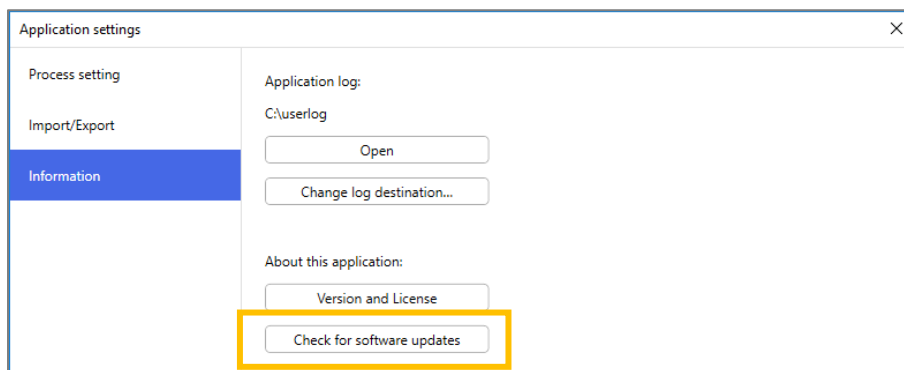 Application settings
Process setting
Import/Export
Information
Application log:
C:\userlog
Open
Change log destination...
About this application:
Version and License
Check for software updates